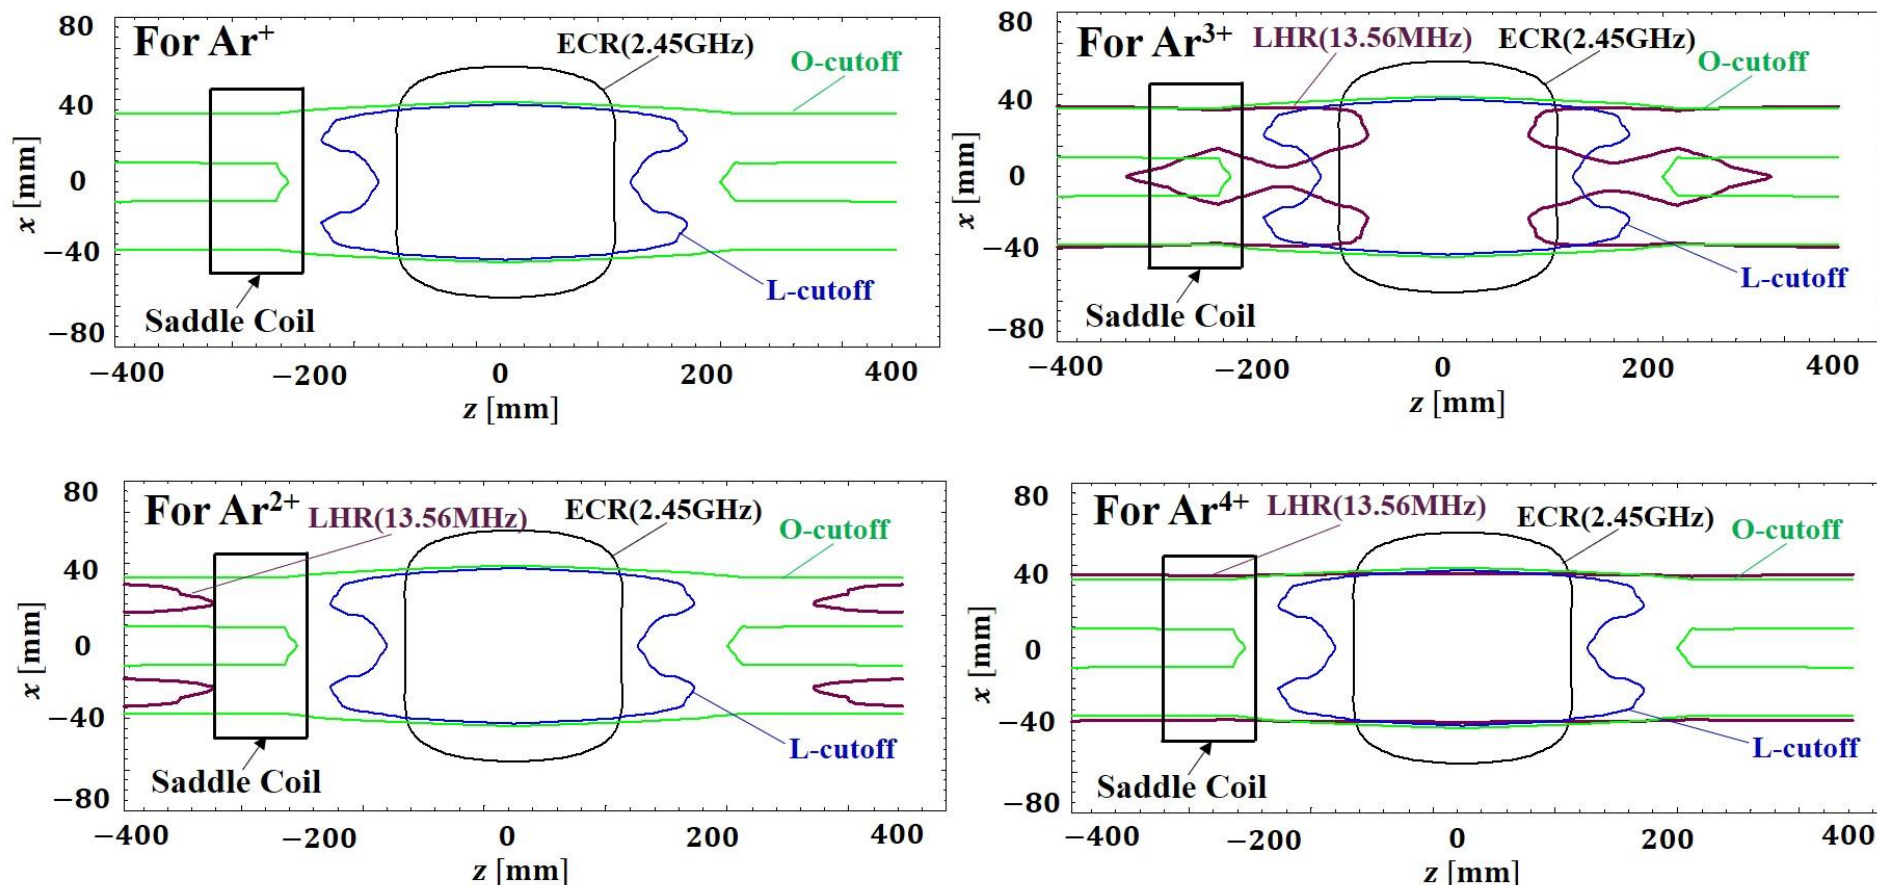 For Ar⁺
ECR(2.45GHz)
O-cutoff
L-cutoff
Saddle Coil
80
40
0
−40
−80
x [mm]
−400 −200 0 200 400
z [mm]
For Ar³⁺
LHR(13.56MHz)
ECR(2.45GHz)
O-cutoff
L-cutoff
Saddle Coil
80
40
0
−40
−80
x [mm]
−400 −200 0 200 400
z [mm]
For Ar²⁺
LHR(13.56MHz)
ECR(2.45GHz)
O-cutoff
L-cutoff
Saddle Coil
80
40
0
−40
−80
x [mm]
−400 −200 0 200 400
z [mm]
For Ar⁴⁺
LHR(13.56MHz)
ECR(2.45GHz)
O-cutoff
L-cutoff
Saddle Coil
80
40
0
−40
−80
x [mm]
−400 −200 0 200 400
z [mm]